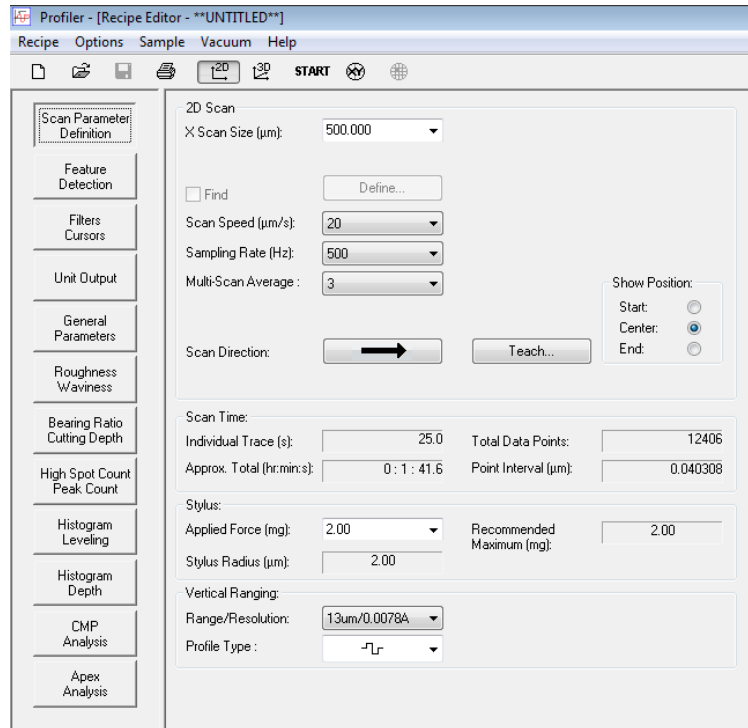 Profiler - [Recipe Editor - **UNTITLED**]
Recipe Options Sample Vacuum Help
2D 3D START XY
Scan Parameter
Definition
Feature
Detection
Filters
Cursors
Unit Output
General
Parameters
Roughness
Waviness
Bearing Ratio
Cutting Depth
High Spot Count
Peak Count
Histogram
Leveling
Histogram
Depth
CMP
Analysis
Apex
Analysis
2D Scan
X Scan Size (µm): 500.000
Find Define...
Scan Speed (µm/s): 20
Sampling Rate (Hz): 500
Multi-Scan Average : 3
Show Position:
Start:
Center:
End:
Scan Direction: Teach...
Scan Time:
Individual Trace (s): 25.0 Total Data Points: 12406
Approx. Total (hr:min:s): 0 : 1 : 41.6 Point Interval (µm): 0.040308
Stylus:
Applied Force (mg): 2.00 Recommended
Maximum (mg): 2.00
Stylus Radius (µm): 2.00
Vertical Ranging:
Range/Resolution: 13um/0.0078A
Profile Type :